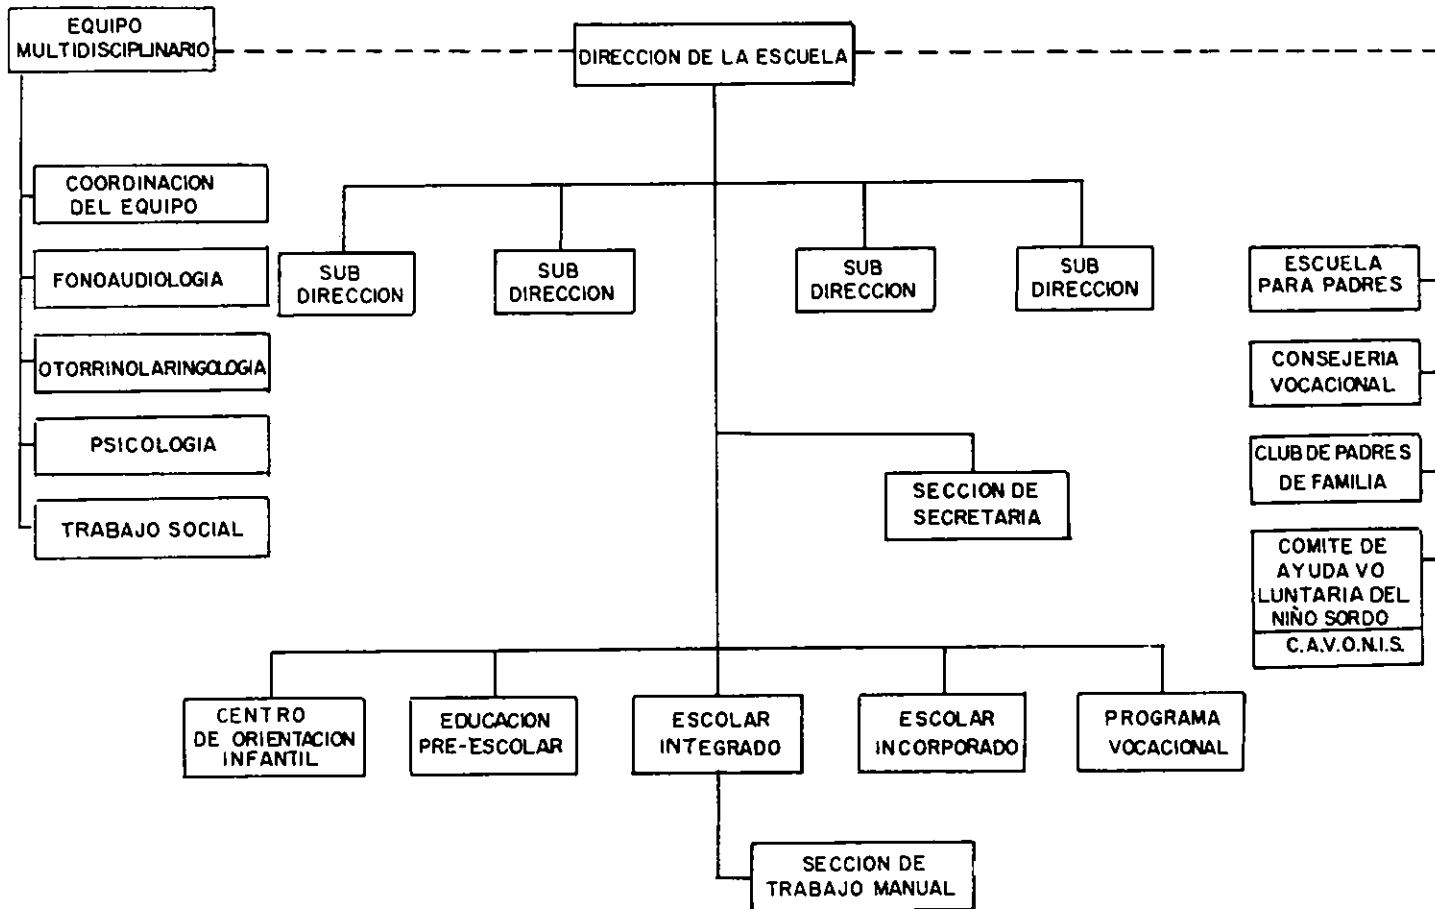 EQUIPO
MULTIDISCIPLINARIO
DIRECCION DE LA ESCUELA
COORDINACION
DEL EQUIPO
FONOAUDIOLOGIA
OTORRINOLARINGOLOGIA
PSICOLOGIA
TRABAJO SOCIAL
SUB
DIRECCION
SUB
DIRECCION
SUB
DIRECCION
SUB
DIRECCION
ESCUELA
PARA PADRES
CONSEJERIA
VOCACIONAL
CLUB DE PADRES
DE FAMILIA
COMITE DE
AYUDA VO
LUNTARIA DEL
NIÑO SORDO
C.A.V.O.N.I.S.
SECCION DE
SECRETARIA
CENTRO
DE ORIENTACION
INFANTIL
EDUCACION
PRE-ESCOLAR
ESCOLAR
INTEGRADO
ESCOLAR
INCORPORADO
PROGRAMA
VOCACIONAL
SECCION DE
TRABAJO MANUAL